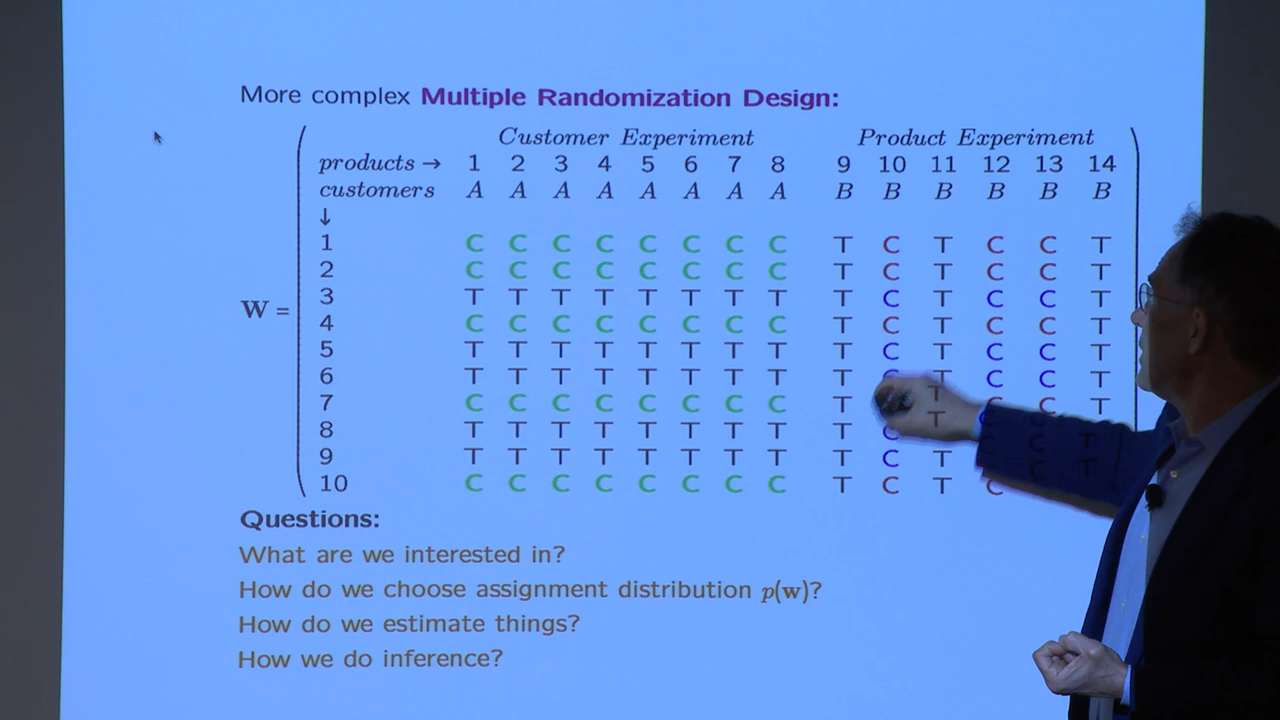 More complex Multiple Randomization Design:
Customer Experiment Product Experiment
products → 1 2 3 4 5 6 7 8 9 10 11 12 13 14
customers A A A A A A A A B B B B B B
↓
1 C C C C C C C C T C T C C T
2 C C C C C C C C T C T C C T
W = 3 T T T T T T T T T C T C C T
4 C C C C C C C C T C T C C T
5 T T T T T T T T T C T C C T
6 T T T T T T T T T C T C C T
7 C C C C C C C C T T C C T
8 T T T T T T T T T C T C C T
9 T T T T T T T T T C T C C T
10 C C C C C C C C T C T C
Questions:
What are we interested in?
How do we choose assignment distribution p(w)?
How do we estimate things?
How we do inference?